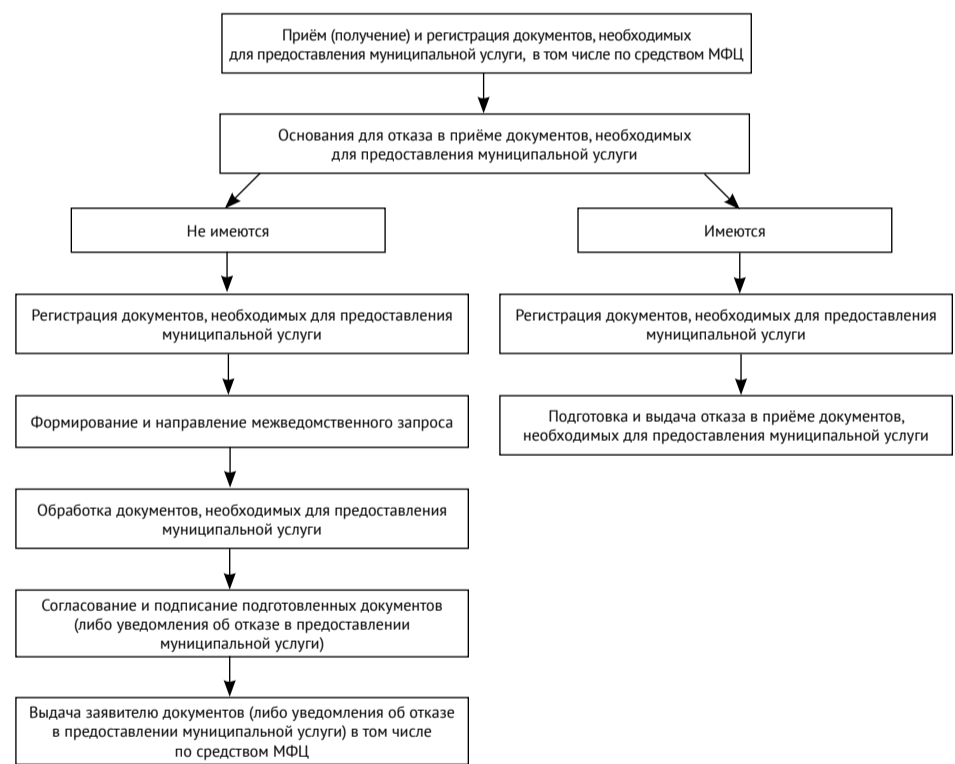 Приём (получение) и регистрация документов, необходимых
для предоставления муниципальной услуги, в том числе по средством МФЦ
Основания для отказа в приёме документов, необходимых
для предоставления муниципальной услуги
Не имеются
Имеются
Регистрация документов, необходимых для предоставления
муниципальной услуги
Регистрация документов, необходимых для предоставления
муниципальной услуги
Формирование и направление межведомственного запроса
Подготовка и выдача отказа в приёме документов,
необходимых для предоставления муниципальной услуги
Обработка документов, необходимых для предоставления
муниципальной услуги
Согласование и подписание подготовленных документов
(либо уведомления об отказе в предоставлении
муниципальной услуги)
Выдача заявителю документов (либо уведомления об отказе
в предоставлении муниципальной услуги) в том числе
по средством МФЦ